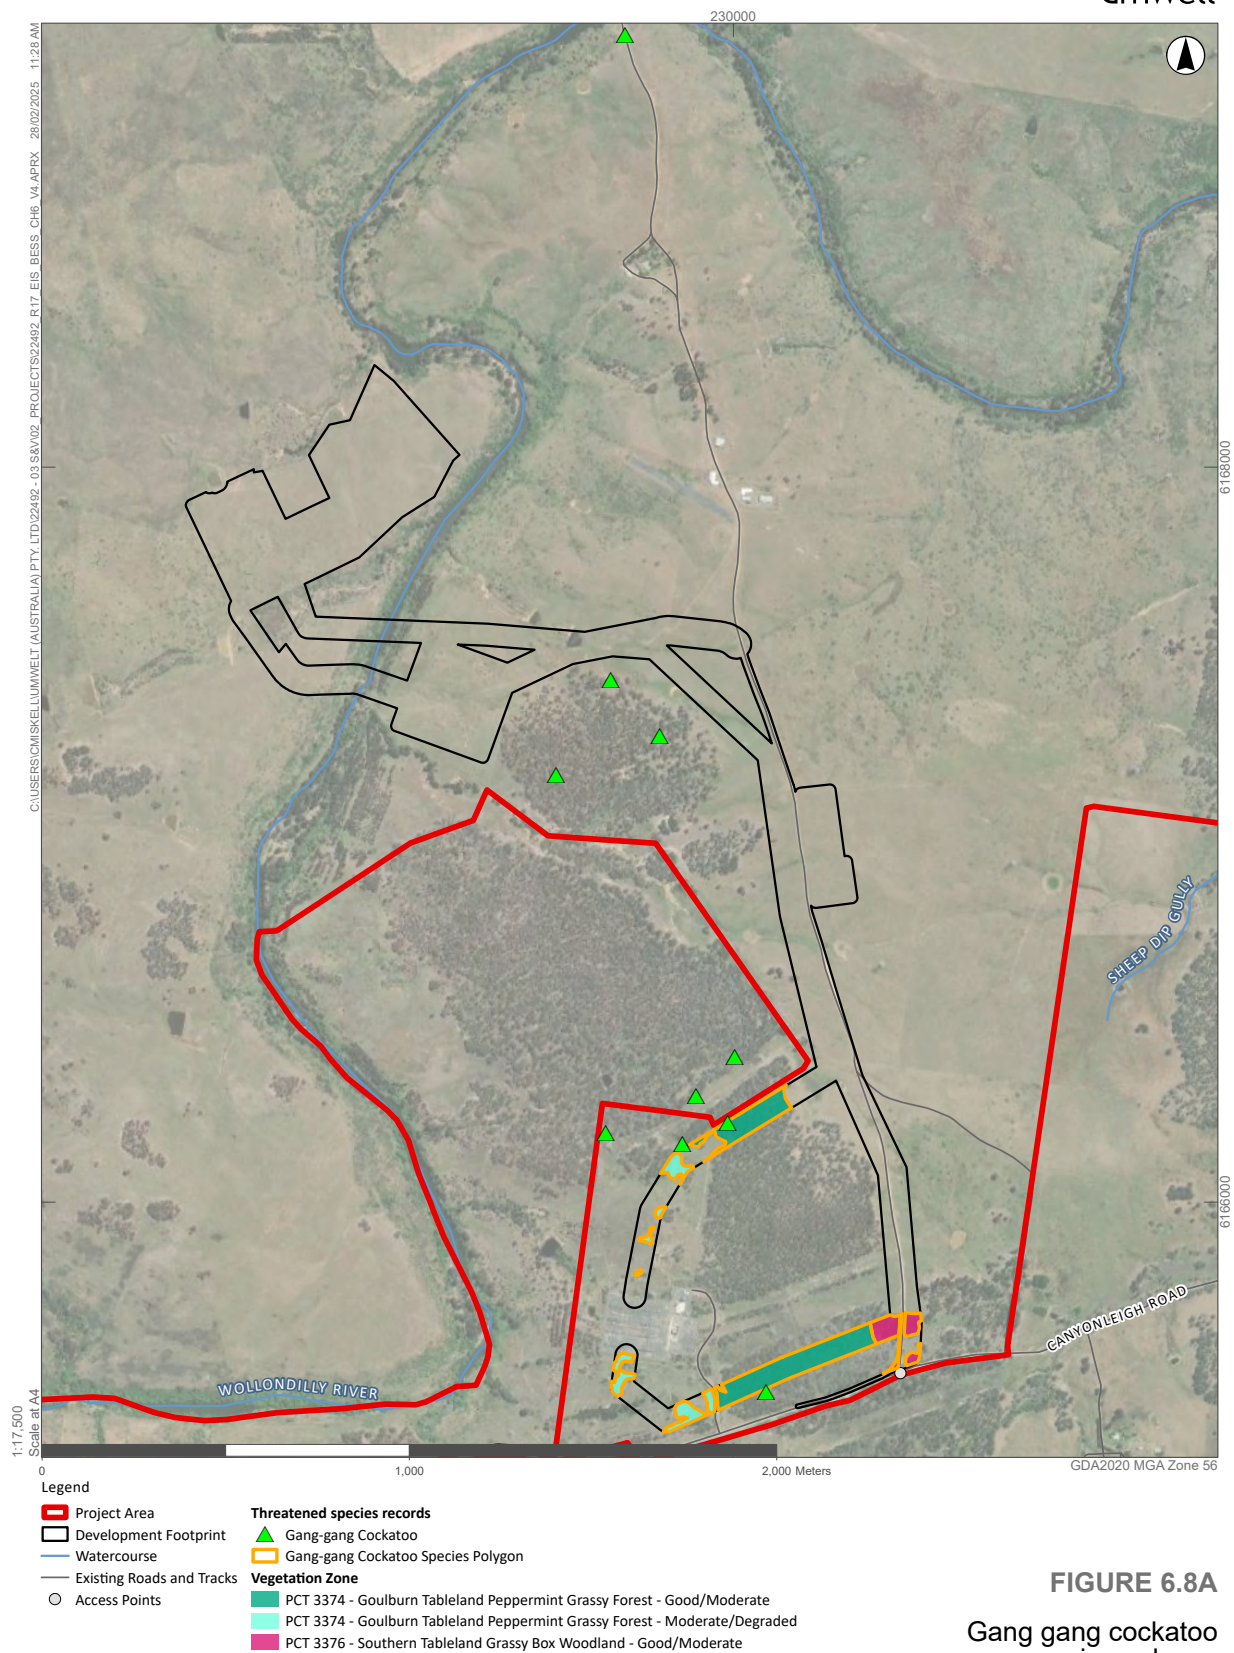 230000
C:\USERS\CMISKELL\UMWELT (AUSTRALIA) PTY. LTD\22492 - 03 S&V\02_PROJECTS\22492_R17_EIS_BESS_CH6_V4.APRX 28/02/2025 11:28 AM
6168000
SHEEP DIP GULLY
6166000
CANYONLEIGH ROAD
WOLLONDILLY RIVER
1:17,500
Scale at A4
0 1,000 2,000 Meters
GDA2020 MGA Zone 56
Legend
Project Area
Development Footprint
Watercourse
Existing Roads and Tracks
Access Points
Threatened species records
Gang-gang Cockatoo
Gang-gang Cockatoo Species Polygon
Vegetation Zone
PCT 3374 - Goulburn Tableland Peppermint Grassy Forest - Good/Moderate
PCT 3374 - Goulburn Tableland Peppermint Grassy Forest - Moderate/Degraded
PCT 3376 - Southern Tableland Grassy Box Woodland - Good/Moderate
FIGURE 6.8A
Gang gang cockatoo